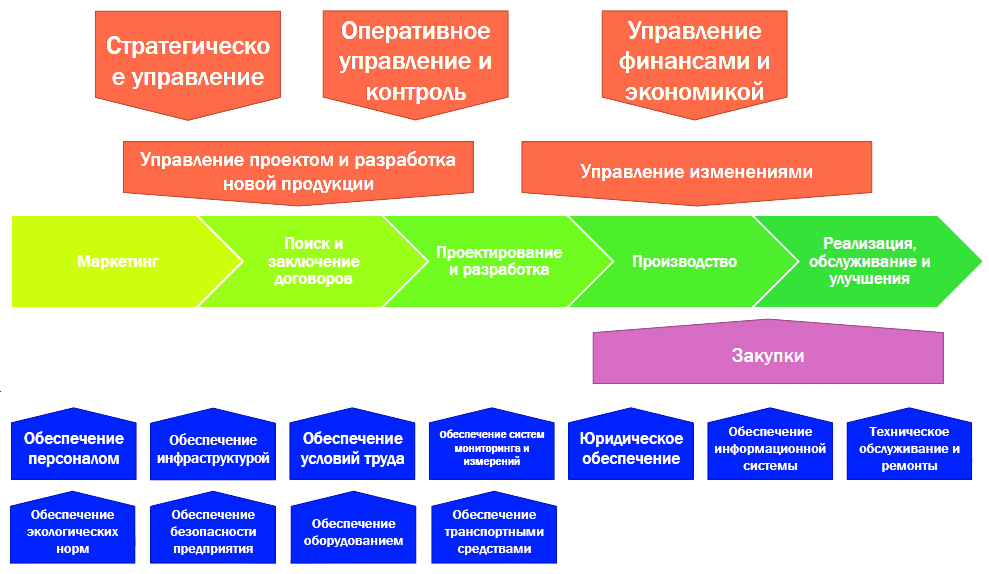 Стратегическо
е управление
Оперативное
управление и
контроль
Управление
финансами и
экономикой
Управление проектом и разработка
новой продукции
Управление изменениями
Маркетинг
Поиск и
заключение
договоров
Проектирование
и разработка
Производство
Реализация,
обслуживание и
улучшения
Закупки
Обеспечение
персоналом
Обеспечение
инфраструктурой
Обеспечение
условий труда
Обеспечение систем
мониторинга и
измерений
Юридическое
обеспечение
Обеспечение
информационной
системы
Техническое
обслуживание и
ремонты
Обеспечение
экологических
норм
Обеспечение
безопасности
предприятия
Обеспечение
оборудованием
Обеспечение
транспортными
средствами